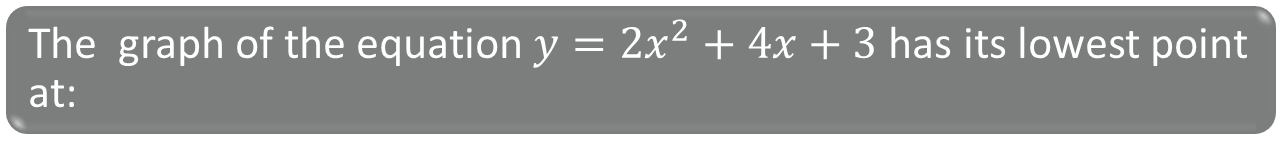 The graph of the equation y = 2x² + 4x + 3 has its lowest point
at: